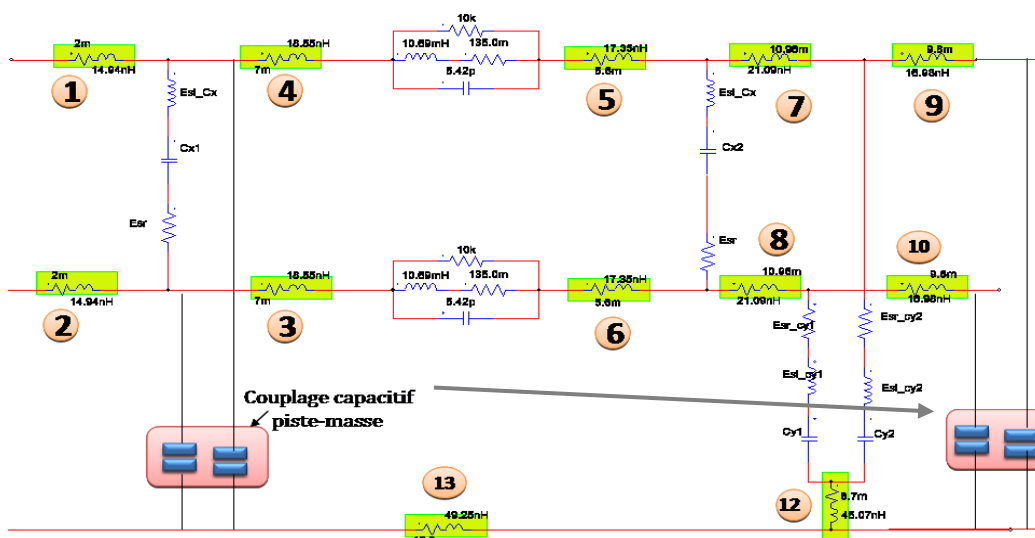 10k
2m
18.55nH
10.69mH
135.0m
17.35nH
10.96m
9.8m
14.94nH
7m
5.42p
5.6m
21.09nH
16.98nH
1
4
5
7
9
Esl_Cx
Esl_Cx
Cx1
Cx2
Esr
Esr
8
10
10k
2m
18.55nH
10.69mH
135.0m
17.35nH
10.96m
9.8m
14.94nH
7m
5.42p
5.6m
21.09nH
16.98nH
2
3
6
Esr_cy1
Esr_cy2
Esl_cy1
Esl_cy2
Couplage capacitif
piste-masse
Cy1
Cy2
13
12
6.7m
45.07nH
49.25nH